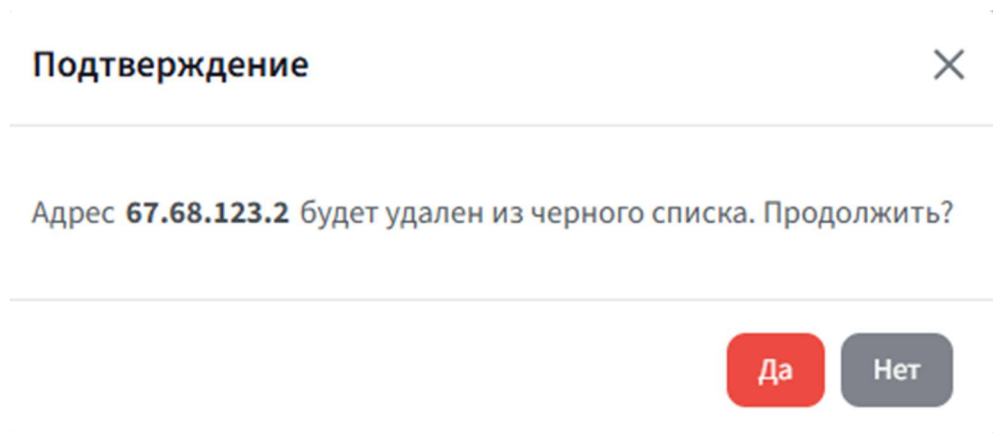 Подтверждение
Адрес 67.68.123.2 будет удален из черного списка. Продолжить?
Да Нет